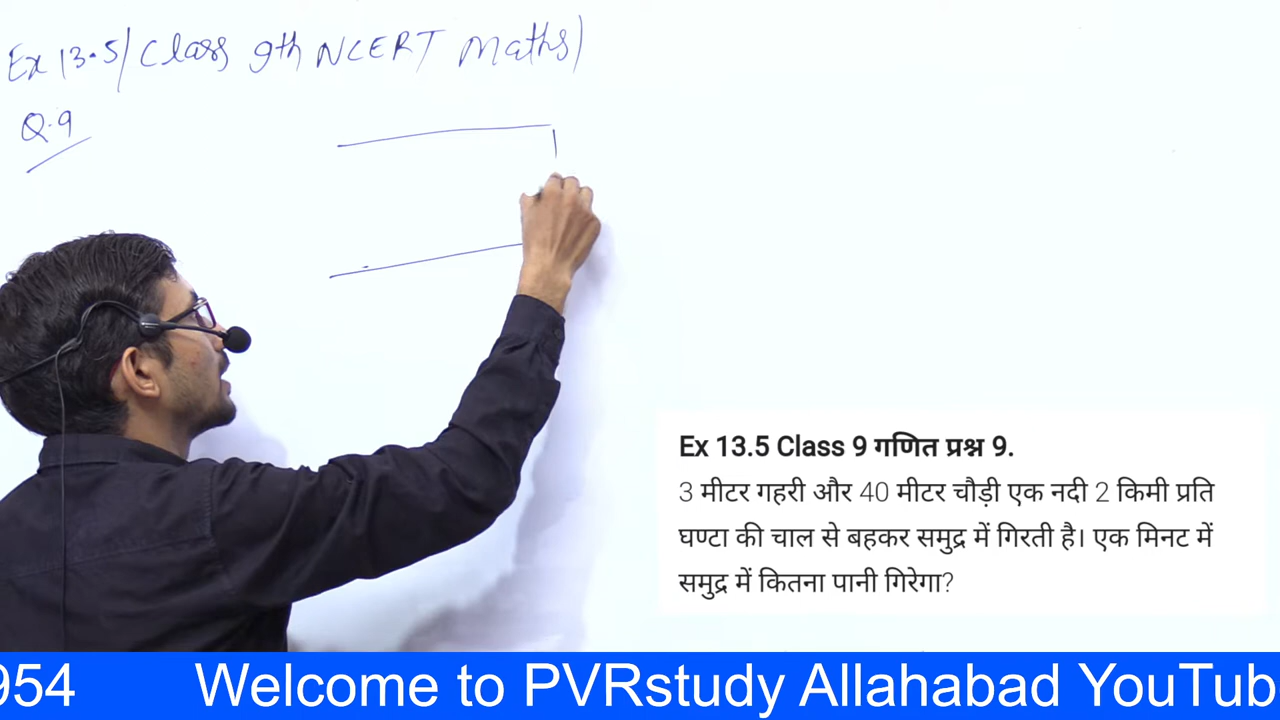 Ex 13.5/ Class 9th NCERT Maths)
Q.9
Ex 13.5 Class 9 गणित प्रश्न 9.
3 मीटर गहरी और 40 मीटर चौड़ी एक नदी 2 किमी प्रति
घण्टा की चाल से बहकर समुद्र में गिरती है। एक मिनट में
समुद्र में कितना पानी गिरेगा?
954 Welcome to PVRstudy Allahabad YouTub